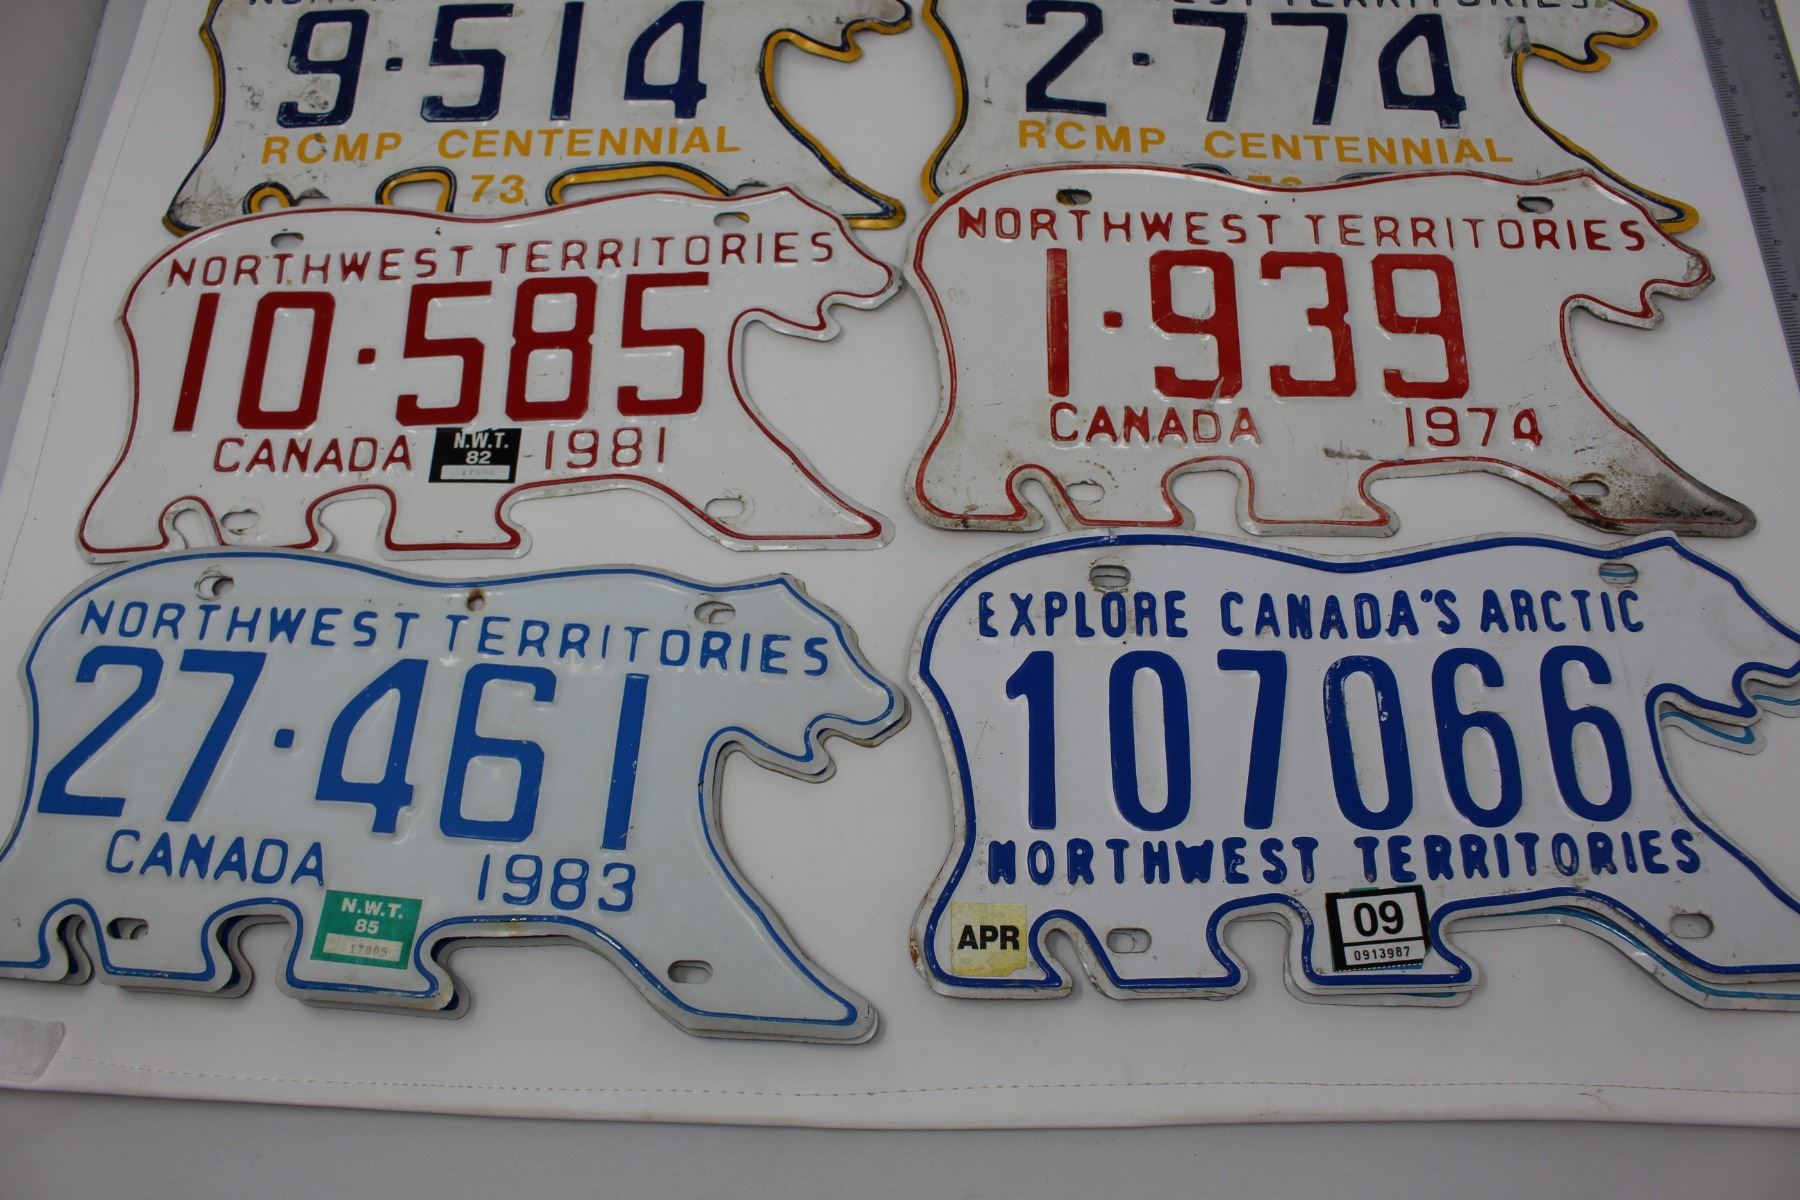 9·514
RCMP CENTENNIAL
73
2·774
RCMP CENTENNIAL
NORTHWEST TERRITORIES
10·585
CANADA
N.W.T.
82
1981
NORTHWEST TERRITORIES
1·939
CANADA 1974
NORTHWEST TERRITORIES
27·461
CANADA 1983
N.W.T.
85
17805
EXPLORE CANADA'S ARCTIC
107066
NORTHWEST TERRITORIES
APR
09
0913987